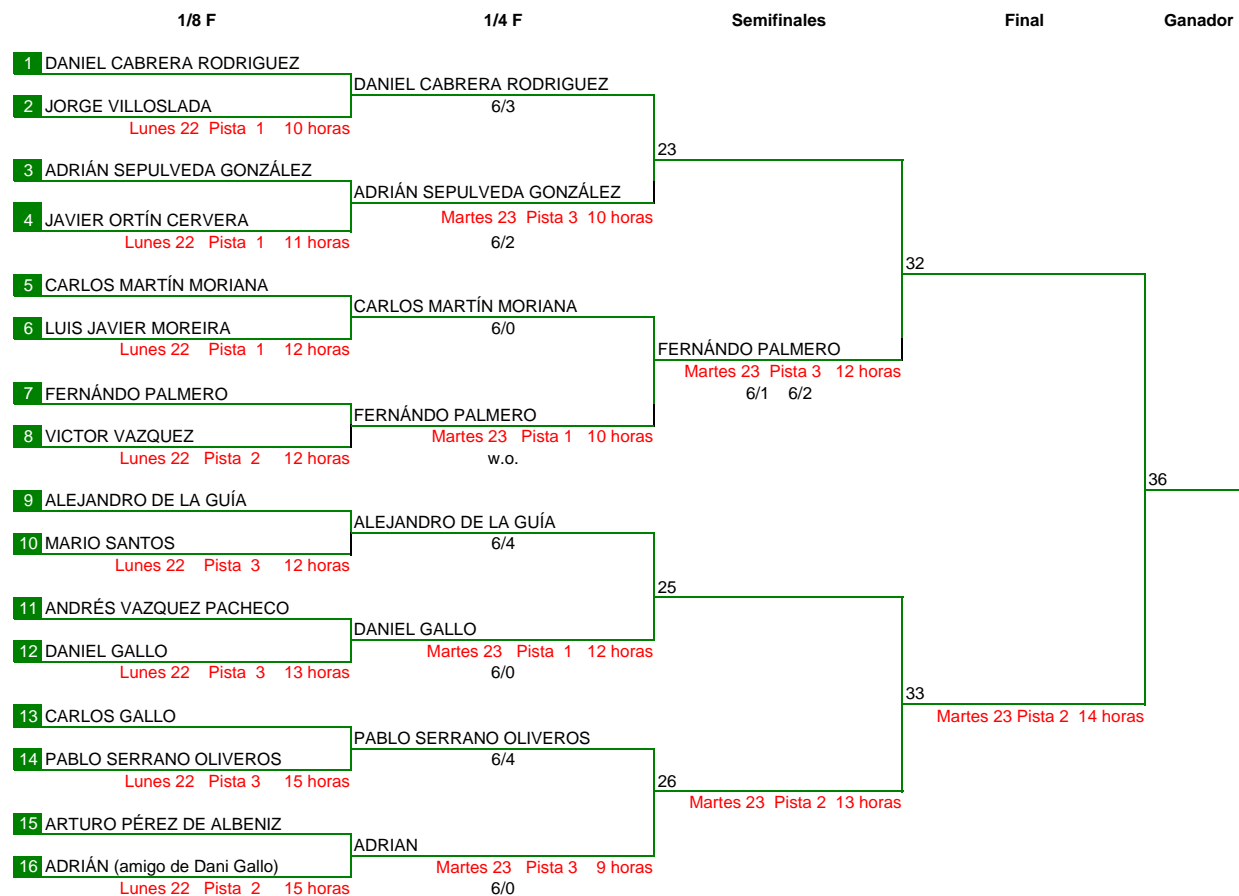 1/8 F 1/4 F Semifinales Final Ganador
1 DANIEL CABRERA RODRIGUEZ
DANIEL CABRERA RODRIGUEZ
2 JORGE VILLOSLADA 6/3
Lunes 22 Pista 1 10 horas
23
3 ADRIÁN SEPULVEDA GONZÁLEZ
ADRIÁN SEPULVEDA GONZÁLEZ
4 JAVIER ORTÍN CERVERA Martes 23 Pista 3 10 horas
Lunes 22 Pista 1 11 horas 6/2
32
5 CARLOS MARTÍN MORIANA
CARLOS MARTÍN MORIANA
6 LUIS JAVIER MOREIRA 6/0
Lunes 22 Pista 1 12 horas FERNÁNDO PALMERO
Martes 23 Pista 3 12 horas
7 FERNÁNDO PALMERO 6/1 6/2
FERNÁNDO PALMERO
8 VICTOR VAZQUEZ Martes 23 Pista 1 10 horas
Lunes 22 Pista 2 12 horas w.o.
36
9 ALEJANDRO DE LA GUÍA
ALEJANDRO DE LA GUÍA
10 MARIO SANTOS 6/4
Lunes 22 Pista 3 12 horas
25
11 ANDRÉS VAZQUEZ PACHECO
DANIEL GALLO
12 DANIEL GALLO Martes 23 Pista 1 12 horas
Lunes 22 Pista 3 13 horas 6/0
33
13 CARLOS GALLO Martes 23 Pista 2 14 horas
PABLO SERRANO OLIVEROS
14 PABLO SERRANO OLIVEROS 6/4
Lunes 22 Pista 3 15 horas 26
Martes 23 Pista 2 13 horas
15 ARTURO PÉREZ DE ALBENIZ
ADRIAN
16 ADRIÁN (amigo de Dani Gallo) Martes 23 Pista 3 9 horas
Lunes 22 Pista 2 15 horas 6/0